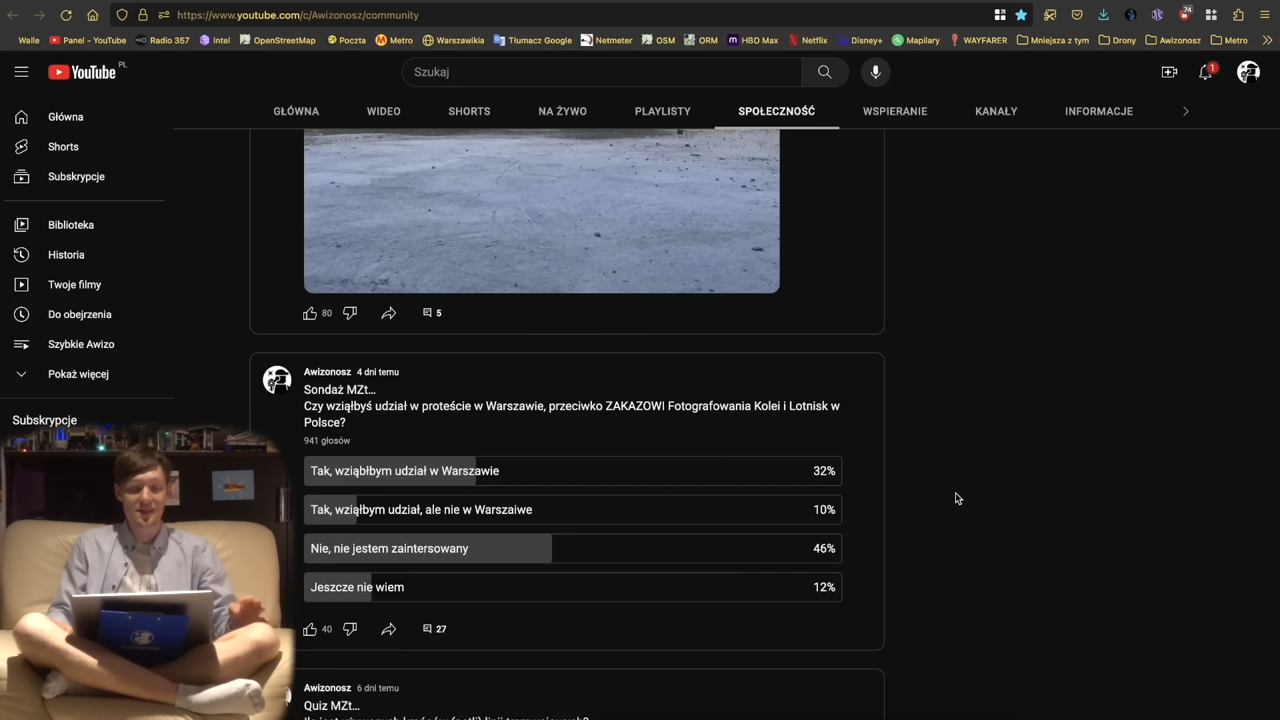 https://www.youtube.com/c/Awizonosz/community
74
Walle
Panel - YouTube
Radio 357
Intel
OpenStreetMap
Poczta
Metro
Warszawikia
Tłumacz Google
Netmeter
OSM
ORM
HBO Max
Netflix
Disney+
Mapilary
WAYFARER
Mniejsza z tym
Drony
Awizonosz
Metro
YouTube PL
Szukaj
1
GŁÓWNA
WIDEO
SHORTS
NA ŻYWO
PLAYLISTY
SPOŁECZNOŚĆ
WSPIERANIE
KANAŁY
INFORMACJE
Główna
Shorts
Subskrypcje
Biblioteka
Historia
Twoje filmy
Do obejrzenia
Szybkie Awizo
Pokaż więcej
Subskrypcje
80
5
Awizonosz 4 dni temu
Sondaż MZt...
Czy wziąłbyś udział w proteście w Warszawie, przeciwko ZAKAZOWI Fotografowania Kolei i Lotnisk w
Polsce?
941 głosów
Tak, wziąbłbym udział w Warszawie 32%
Tak, wziąłbym udział, ale nie w Warszaiwe 10%
Nie, nie jestem zaintersowany 46%
Jeszcze nie wiem 12%
40
27
Awizonosz 6 dni temu
Quiz MZt...